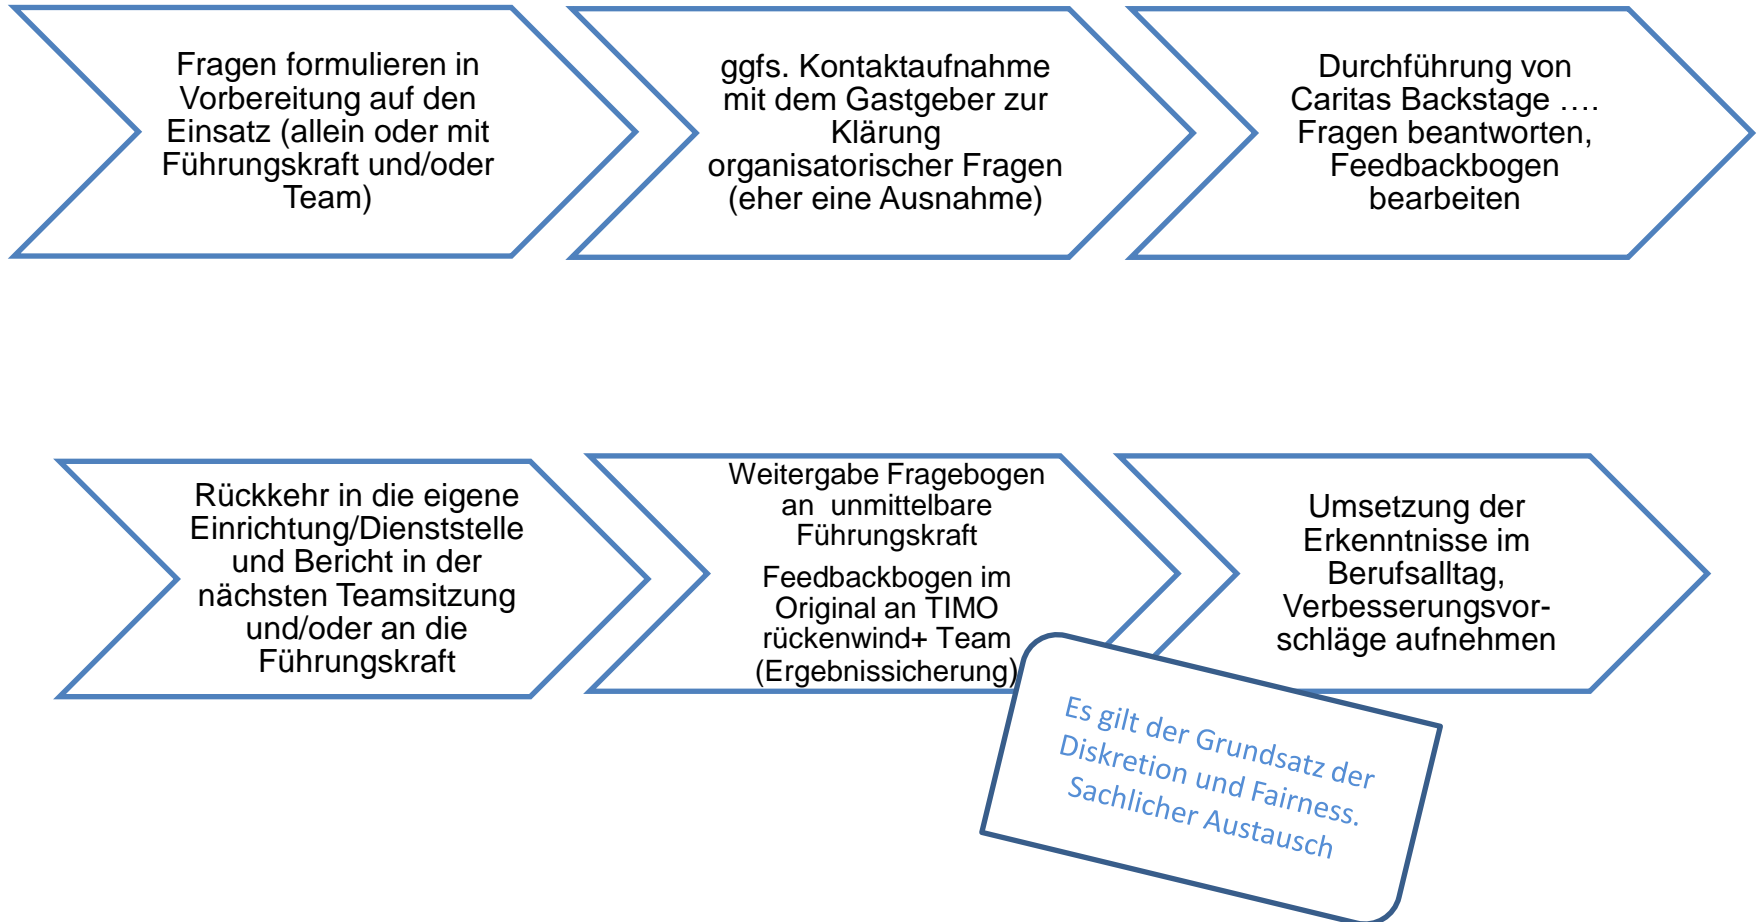 Fragen formulieren in
Vorbereitung auf den
Einsatz (allein oder mit
Führungskraft und/oder
Team)
ggfs. Kontaktaufnahme
mit dem Gastgeber zur
Klärung
organisatorischer Fragen
(eher eine Ausnahme)
Durchführung von
Caritas Backstage ….
Fragen beantworten,
Feedbackbogen
bearbeiten
Rückkehr in die eigene
Einrichtung/Dienststelle
und Bericht in der
nächsten Teamsitzung
und/oder an die
Führungskraft
Weitergabe Fragebogen
an unmittelbare
Führungskraft
Feedbackbogen im
Original an TIMO
rückenwind+ Team
(Ergebnissicherung)
Umsetzung der
Erkenntnisse im
Berufsalltag,
Verbesserungsvor-
schläge aufnehmen
Es gilt der Grundsatz der
Diskretion und Fairness.
Sachlicher Austausch